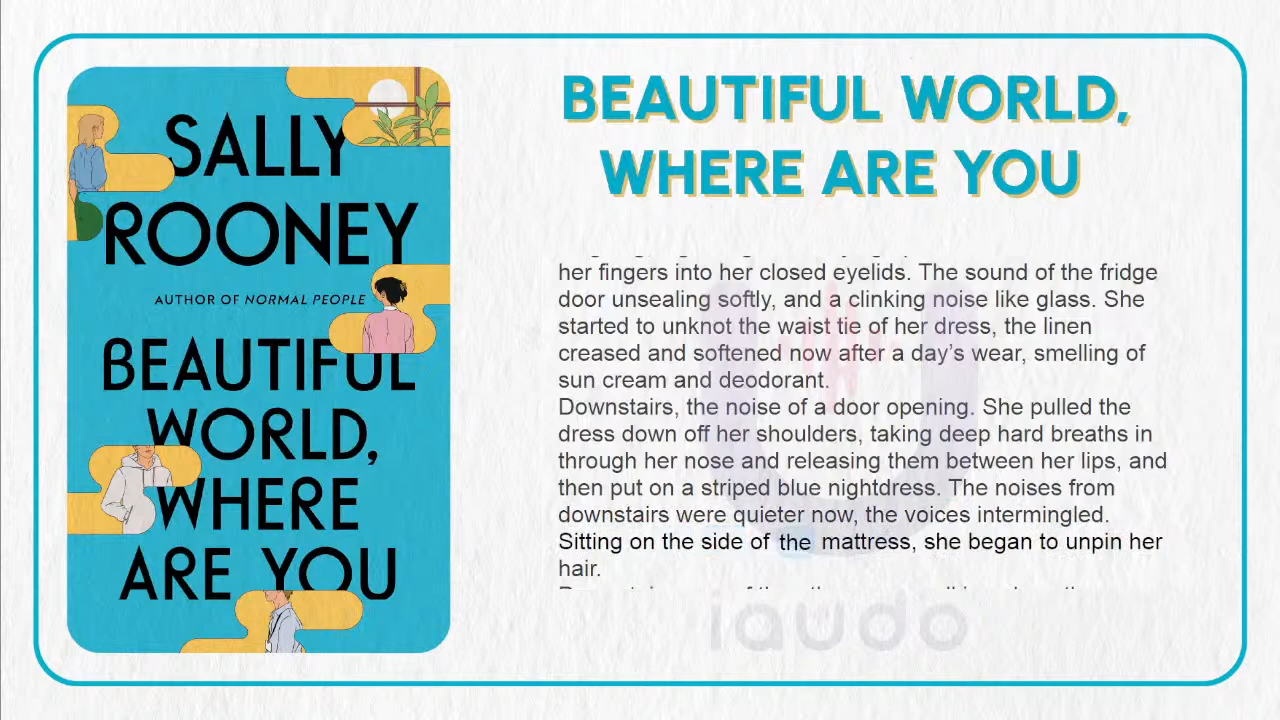 SALLY
ROONEY
AUTHOR OF NORMAL PEOPLE
BEAUTIFUL
WORLD,
WHERE
ARE YOU
BEAUTIFUL WORLD,
WHERE ARE YOU
her fingers into her closed eyelids. The sound of the fridge
door unsealing softly, and a clinking noise like glass. She
started to unknot the waist tie of her dress, the linen
creased and softened now after a day’s wear, smelling of
sun cream and deodorant.
Downstairs, the noise of a door opening. She pulled the
dress down off her shoulders, taking deep hard breaths in
through her nose and releasing them between her lips, and
then put on a striped blue nightdress. The noises from
downstairs were quieter now, the voices intermingled.
Sitting on the side of the mattress, she began to unpin her
hair.
iaudo